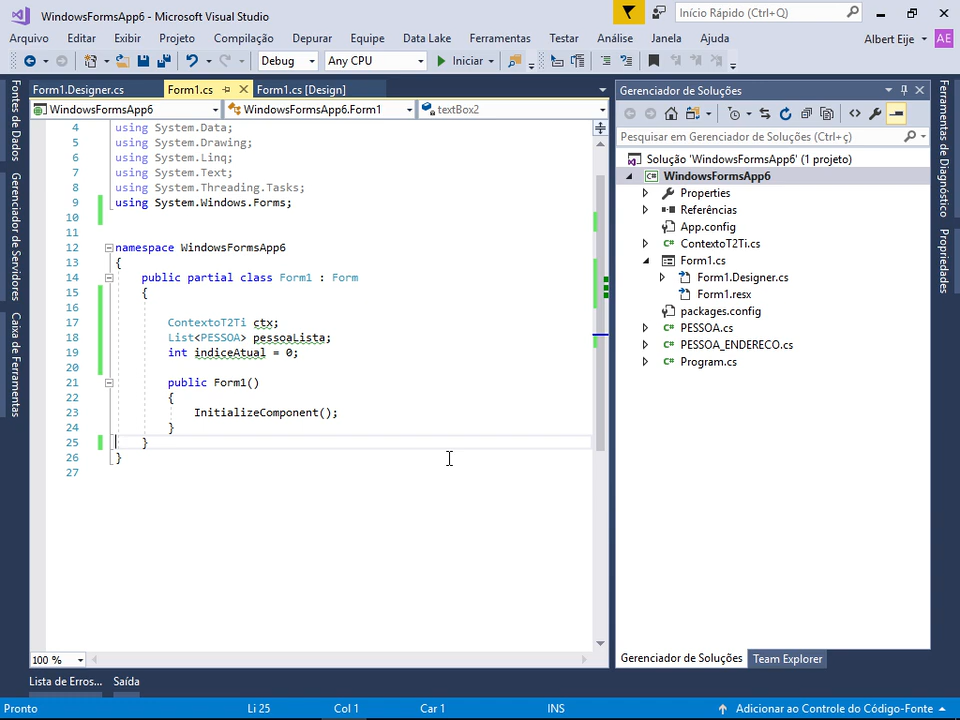 WindowsFormsApp6 - Microsoft Visual Studio
Início Rápido (Ctrl+Q)
Arquivo Editar Exibir Projeto Compilação Depurar Equipe Data Lake Ferramentas Testar Análise Janela Ajuda Albert Eije AE
Debug Any CPU Iniciar
Fontes de Dados
Gerenciador de Servidores
Caixa de Ferramentas
Form1.Designer.cs Form1.cs Form1.cs [Design]
WindowsFormsApp6 WindowsFormsApp6.Form1 textBox2
4 using System.Data;
5 using System.Drawing;
6 using System.Linq;
7 using System.Text;
8 using System.Threading.Tasks;
9 using System.Windows.Forms;
10
11
12 namespace WindowsFormsApp6
13 {
14 public partial class Form1 : Form
15 {
16
17 ContextoT2Ti ctx;
18 List<PESSOA> pessoaLista;
19 int indiceAtual = 0;
20
21 public Form1()
22 {
23 InitializeComponent();
24 }
25 }
26 }
27
100 %
Gerenciador de Soluções
Pesquisar em Gerenciador de Soluções (Ctrl+ç)
Solução 'WindowsFormsApp6' (1 projeto)
C# WindowsFormsApp6
Properties
Referências
App.config
C# ContextoT2Ti.cs
Form1.cs
Form1.Designer.cs
Form1.resx
packages.config
C# PESSOA.cs
C# PESSOA_ENDERECO.cs
C# Program.cs
Gerenciador de Soluções Team Explorer
Ferramentas de Diagnóstico
Propriedades
Lista de Erros... Saída
Pronto Li 25 Col 1 Car 1 INS Adicionar ao Controle do Código-Fonte